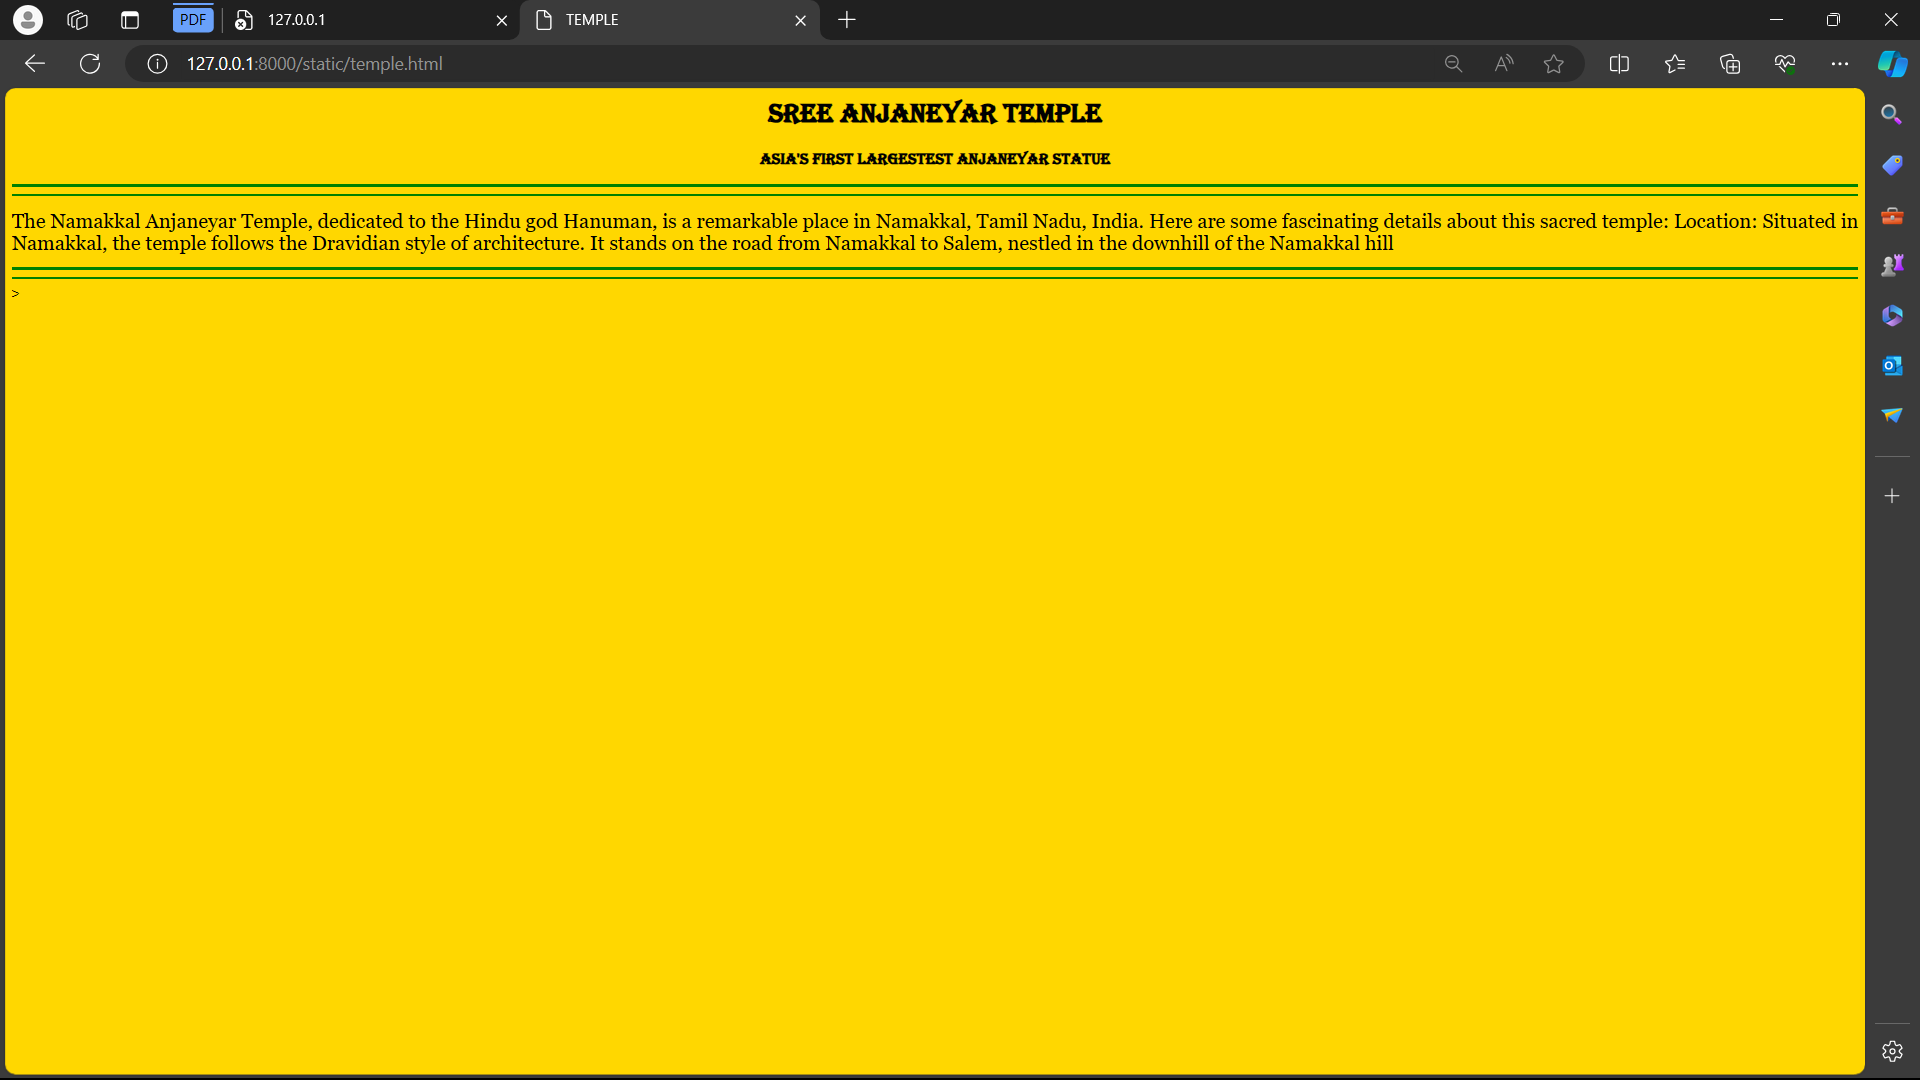 PDF
127.0.0.1
TEMPLE
127.0.0.1:8000/static/temple.html
SREE ANJANEYAR TEMPLE
ASIA'S FIRST LARGESTEST ANJANEYAR STATUE
The Namakkal Anjaneyar Temple, dedicated to the Hindu god Hanuman, is a remarkable place in Namakkal, Tamil Nadu, India. Here are some fascinating details about this sacred temple: Location: Situated in
Namakkal, the temple follows the Dravidian style of architecture. It stands on the road from Namakkal to Salem, nestled in the downhill of the Namakkal hill
>